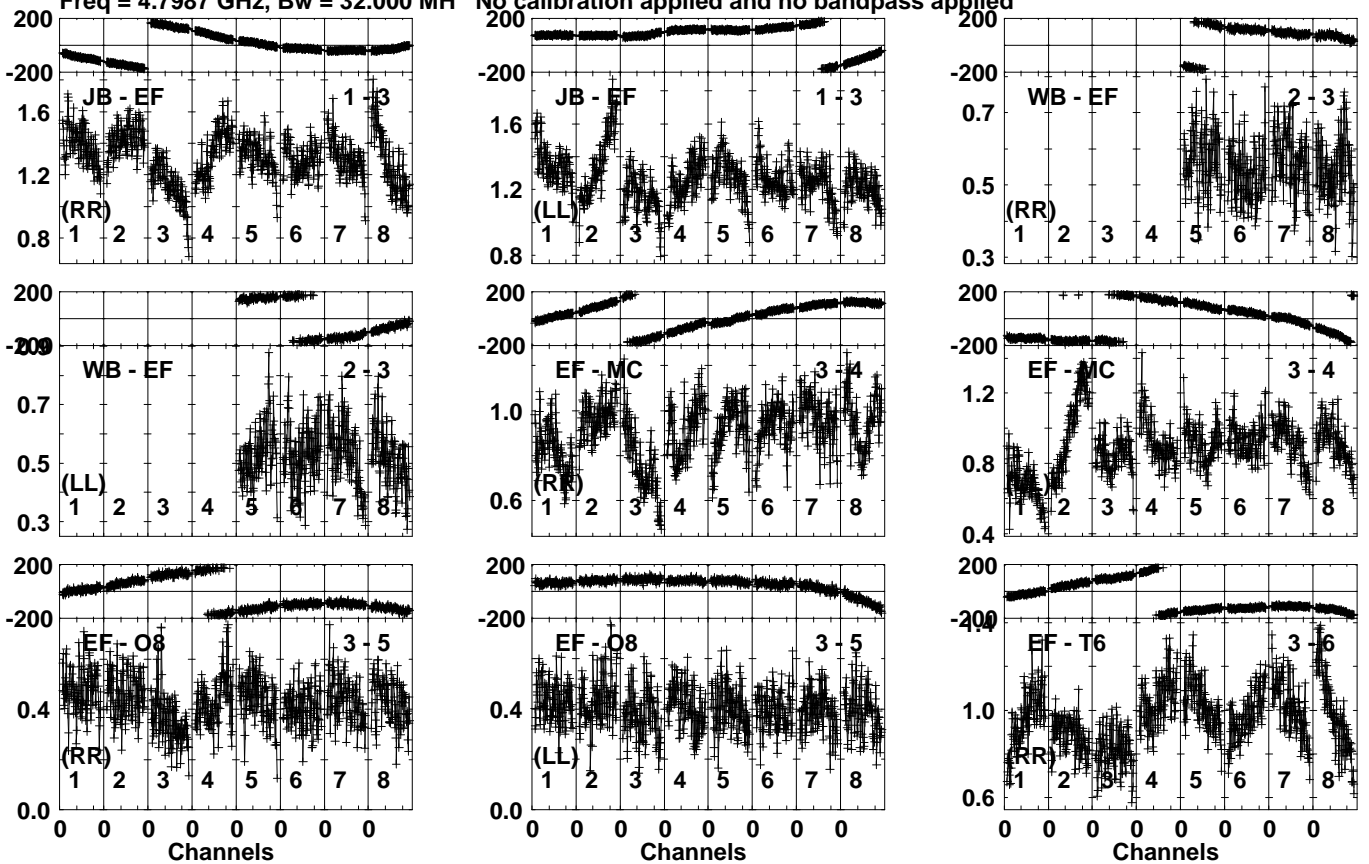 Freq = 4.7987 GHz, Bw = 32.000 MH No calibration applied and no bandpass applied
200 200 200
-200 -200 -200
JB - EF 1 - 3 JB - EF 1 - 3 WB - EF 2 - 3
1.6 1.6 0.7
1.2 1.2 0.5
(RR) (LL) (RR)
1 2 3 4 5 6 7 8 1 2 3 4 5 6 7 8 1 2 3 4 5 6 7 8
0.8 0.8 0.3
200 200 200
-200 -200 -200
0.9
WB - EF 2 - 3 EF - MC 3 - 4 EF - MC 3 - 4
0.7 1.0 1.2
0.5 0.8
(LL) (RR)
1 2 3 4 5 6 7 8 1 2 3 4 5 6 7 8 1 2 3 4 5 6 7 8
0.3 0.6 0.4
200 200 200
-200 -200 -200
1.4
EF - O8 3 - 5 EF - O8 3 - 5 EF - T6 3 - 6
0.4 0.4 1.0
(RR) (LL) (RR)
1 2 3 4 5 6 7 8 1 2 3 4 5 6 7 8 1 2 3 4 5 6 7 8
0.0 0.0 0.6
0 0 0 0 0 0 0 0 0 0 0 0 0 0 0 0 0 0 0 0 0 0 0 0
Channels Channels Channels